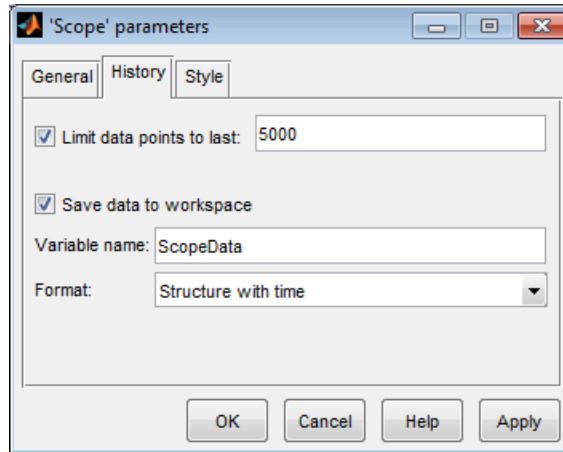 'Scope' parameters
General History Style
Limit data points to last: 5000
Save data to workspace
Variable name: ScopeData
Format: Structure with time
OK Cancel Help Apply